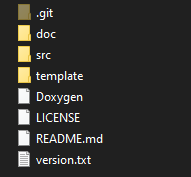 .git
doc
src
template
Doxygen
LICENSE
README.md
version.txt